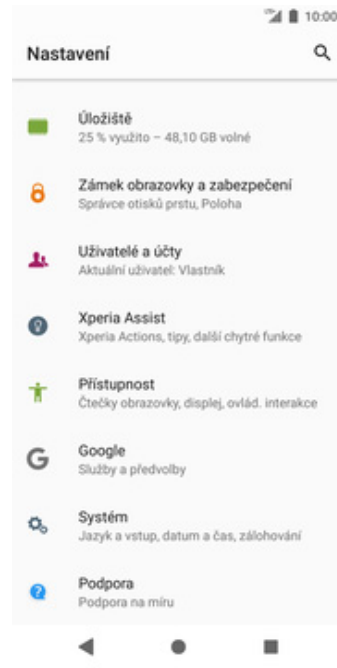 10:00
Nastavení
Úložiště
25 % využito – 48,10 GB volné
Zámek obrazovky a zabezpečení
Správce otisků prstu, Poloha
Uživatelé a účty
Aktuální uživatel: Vlastník
Xperia Assist
Xperia Actions, tipy, další chytré funkce
Přístupnost
Čtečky obrazovky, displej, ovlád. interakce
Google
Služby a předvolby
Systém
Jazyk a vstup, datum a čas, zálohování
Podpora
Podpora na míru